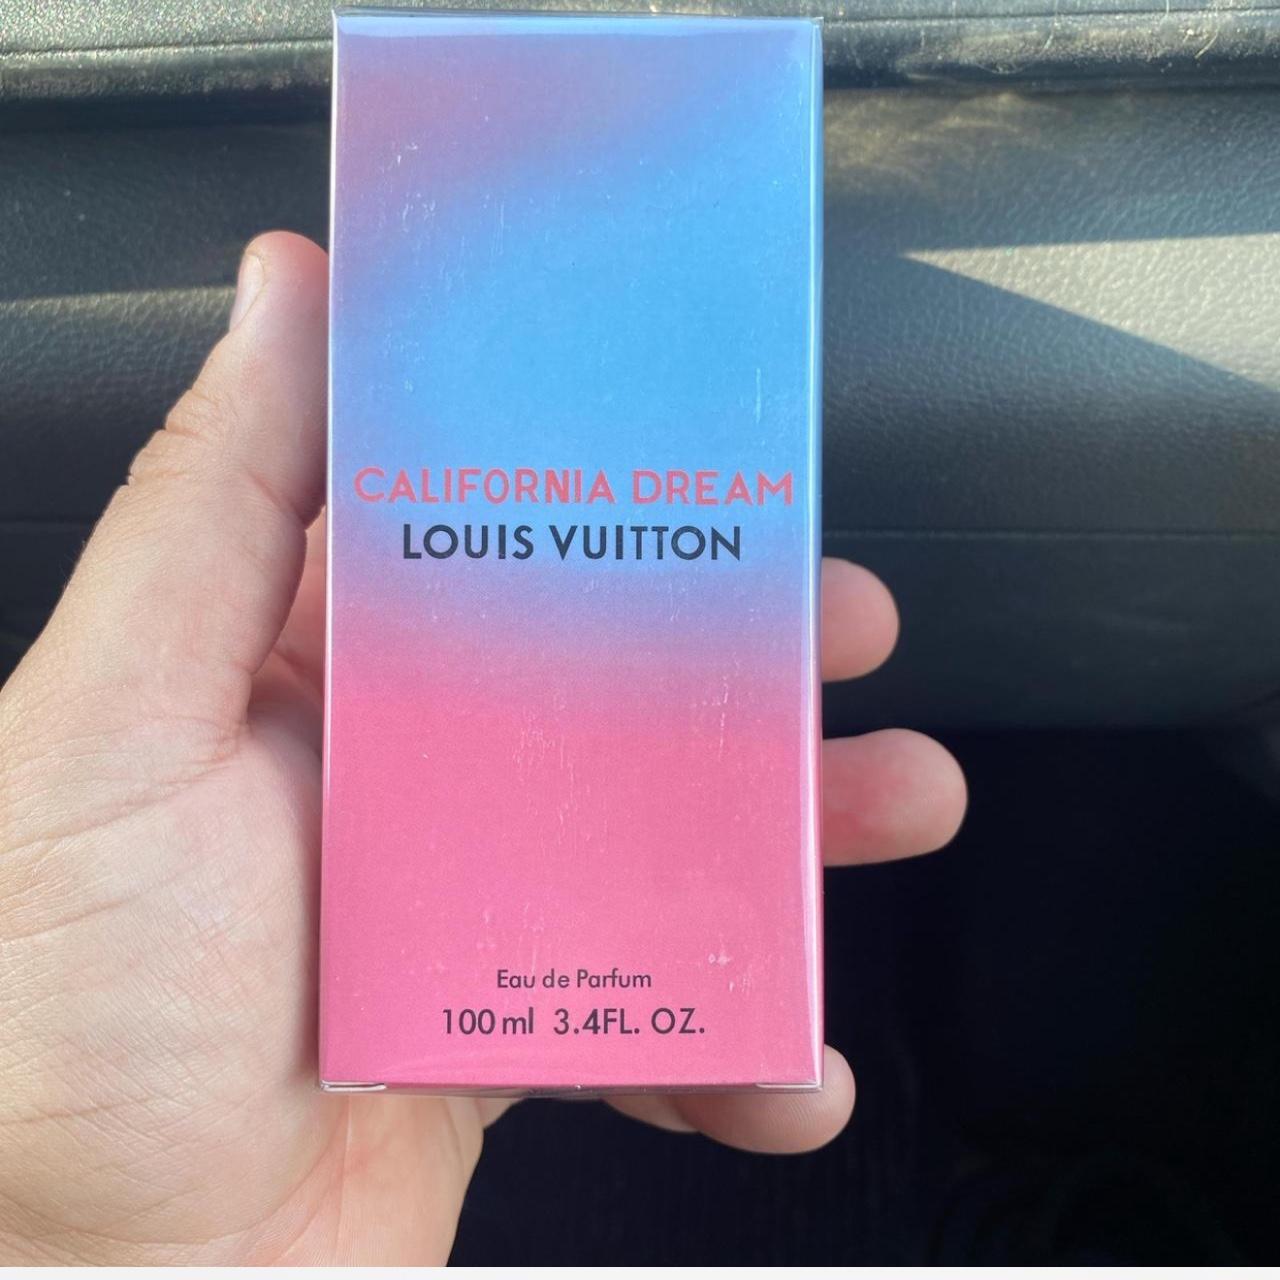 CALIFORNIA DREAM
LOUIS VUITTON
Eau de Parfum
100 ml 3.4FL. OZ.